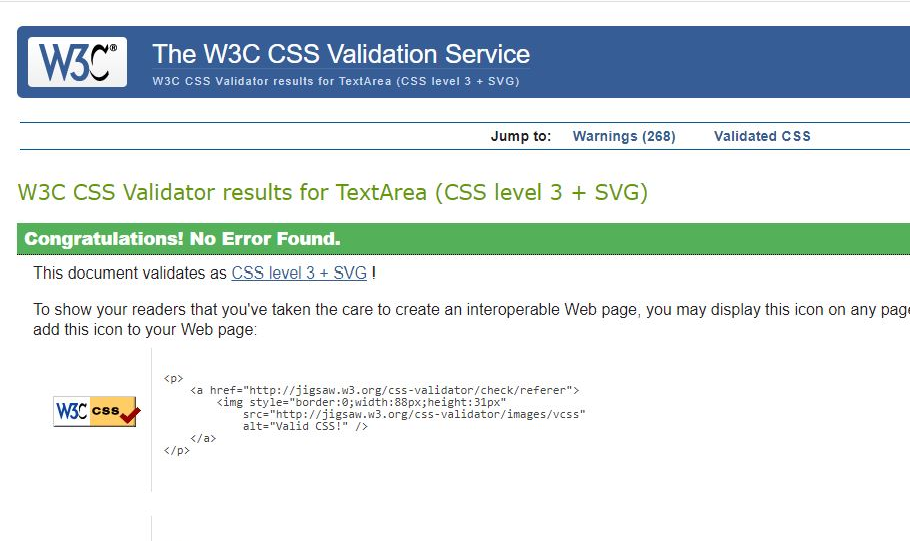 W3C®
The W3C CSS Validation Service
W3C CSS Validator results for TextArea (CSS level 3 + SVG)
Jump to: Warnings (268) Validated CSS
W3C CSS Validator results for TextArea (CSS level 3 + SVG)
Congratulations! No Error Found.
This document validates as CSS level 3 + SVG !
To show your readers that you've taken the care to create an interoperable Web page, you may display this icon on any page
add this icon to your Web page:
W3C css
<p>
<a href="http://jigsaw.w3.org/css-validator/check/referer">
<img style="border:0;width:88px;height:31px"
src="http://jigsaw.w3.org/css-validator/images/vcss"
alt="Valid CSS!" />
</a>
</p>